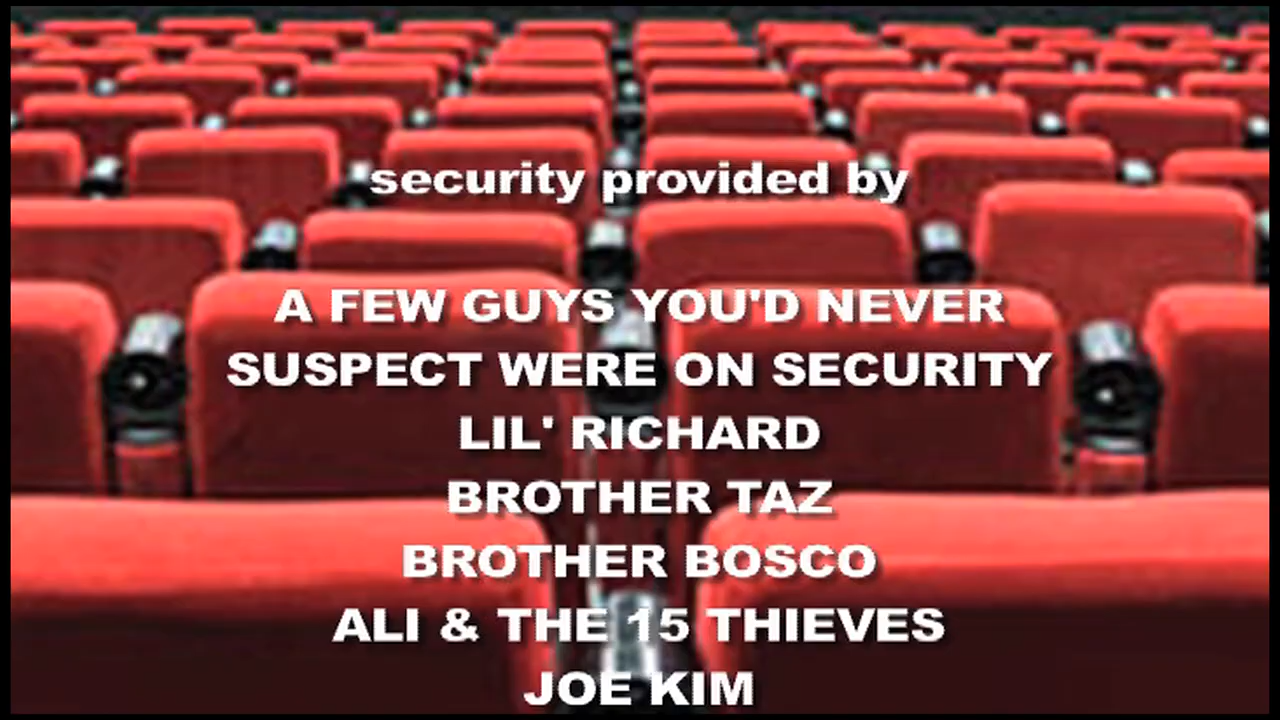 security provided by
A FEW GUYS YOU'D NEVER
SUSPECT WERE ON SECURITY
LIL' RICHARD
BROTHER TAZ
BROTHER BOSCO
ALI & THE 15 THIEVES
JOE KIM